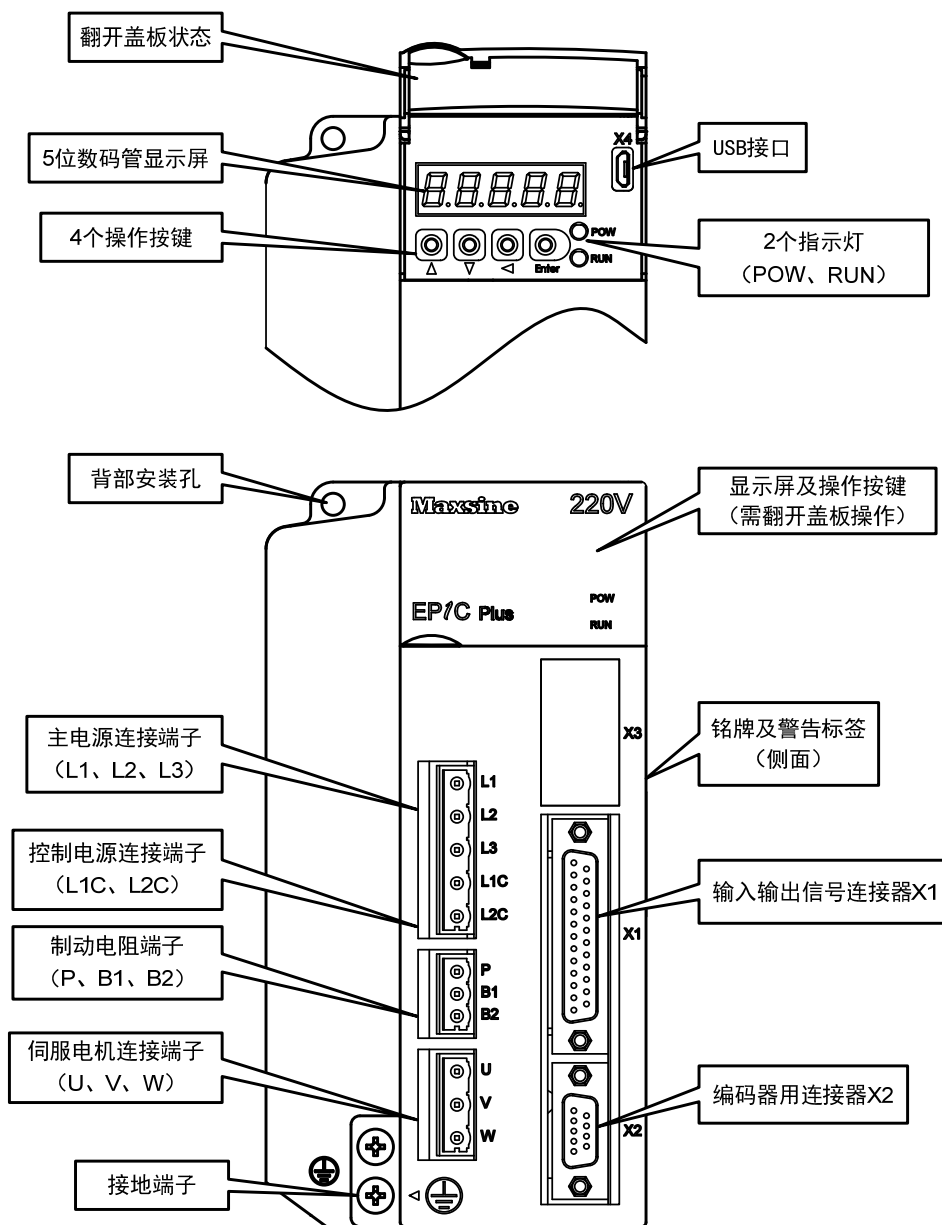 翻开盖板状态
X4
USB接口
5位数码管显示屏
8.8.8.8.8.
4个操作按键
POW
RUN
Enter
2个指示灯
（POW、RUN）
背部安装孔
Maxsine
220V
显示屏及操作按键
（需翻开盖板操作）
EP1C Plus
POW
RUN
主电源连接端子
（L1、L2、L3）
X3
铭牌及警告标签
（侧面）
L1
L2
L3
L1C
L2C
控制电源连接端子
（L1C、L2C）
输入输出信号连接器X1
X1
制动电阻端子
（P、B1、B2）
P
B1
B2
伺服电机连接端子
（U、V、W）
U
V
W
编码器用连接器X2
X2
接地端子